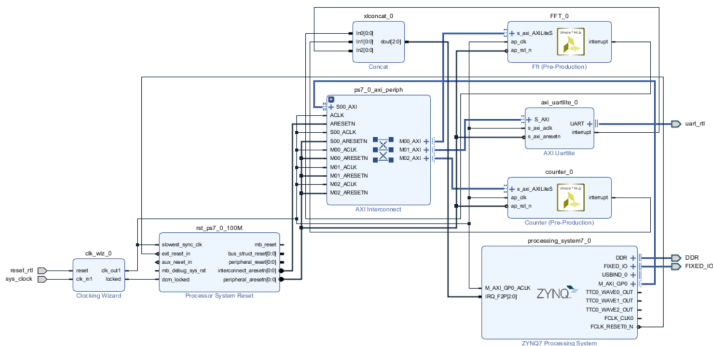 xlconcat_0
In0[0:0]
In1[0:0]
In2[0:0]
dout[2:0]
Concat
FFT_0
s_axi_AXILiteS
ap_clk
ap_rst_n
interrupt
Fft (Pre-Production)
ps7_0_axi_periph
S00_AXI
ACLK
ARESETN
S00_ACLK
S00_ARESETN
M00_ACLK
M00_ARESETN
M01_ACLK
M01_ARESETN
M02_ACLK
M02_ARESETN
M00_AXI
M01_AXI
M02_AXI
AXI Interconnect
axi_uartlite_0
S_AXI
s_axi_aclk
s_axi_aresetn
UART
interrupt
AXI Uartlite
uart_rtl
counter_0
s_axi_AXILiteS
ap_clk
ap_rst_n
interrupt
Counter (Pre-Production)
reset_rtl
sys_clock
clk_wiz_0
reset
clk_in1
clk_out1
locked
Clocking Wizard
rst_ps7_0_100M
slowest_sync_clk
ext_reset_in
aux_reset_in
mb_debug_sys_rst
dcm_locked
mb_reset
bus_struct_reset[0:0]
peripheral_reset[0:0]
interconnect_aresetn[0:0]
peripheral_aresetn[0:0]
Processor System Reset
processing_system7_0
M_AXI_GP0_ACLK
IRQ_F2P[2:0]
ZYNQ
DDR
FIXED_IO
USBIND_0
M_AXI_GP0
TTC0_WAVE0_OUT
TTC0_WAVE1_OUT
TTC0_WAVE2_OUT
FCLK_CLK0
FCLK_RESET0_N
ZYNQ7 Processing System
DDR
FIXED_IO